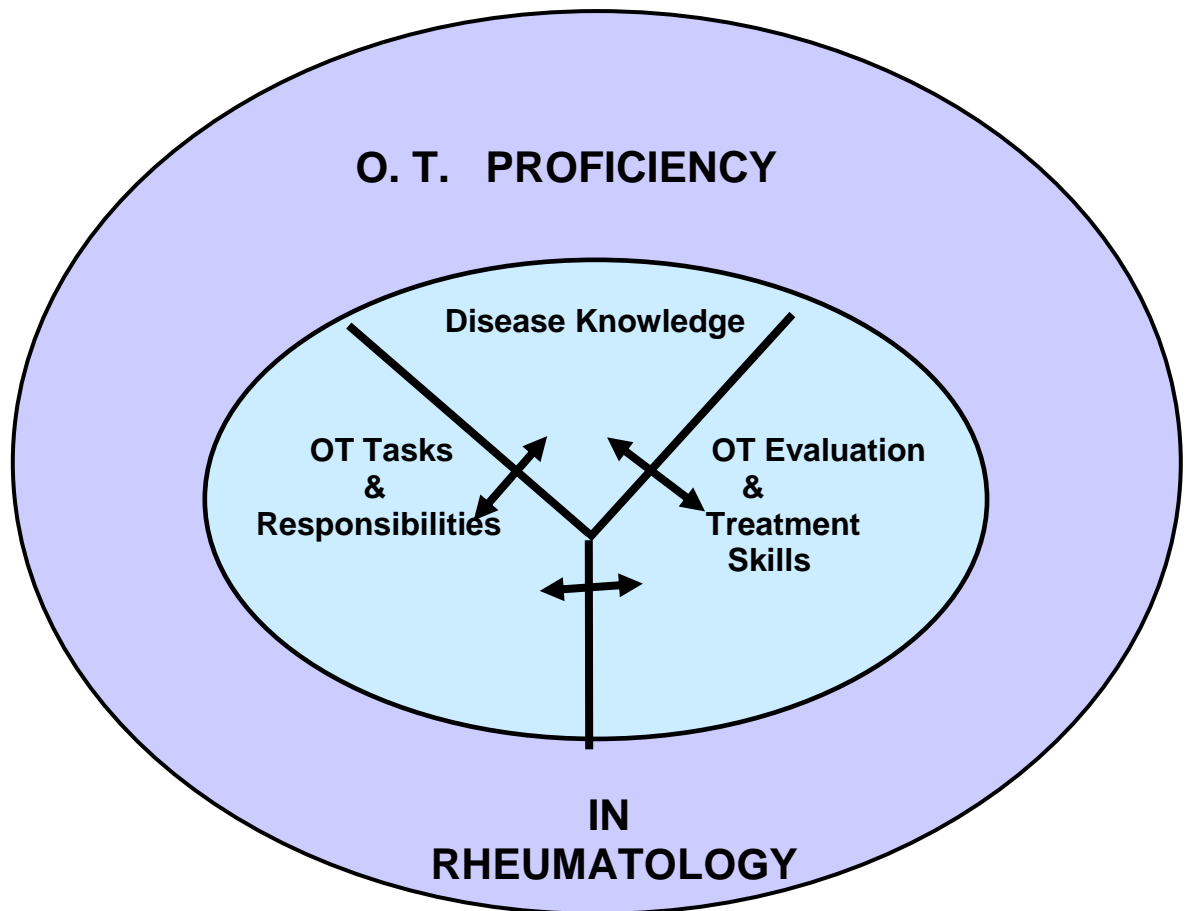 O. T. PROFICIENCY
Disease Knowledge
OT Tasks
&
Responsibilities
OT Evaluation
&
Treatment
Skills
IN
RHEUMATOLOGY